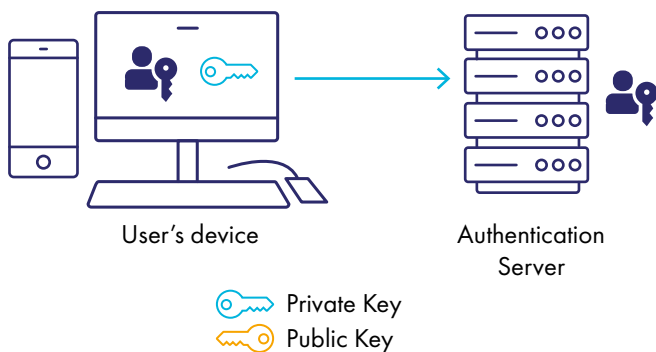 User's device
Authentication
Server
Private Key
Public Key